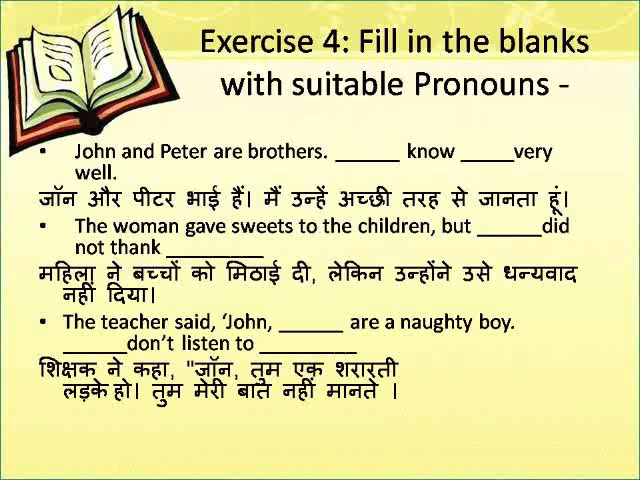 Exercise 4: Fill in the blanks
with suitable Pronouns -
• John and Peter are brothers. ______ know _____very
well.
जॉन और पीटर भाई हैं। मैं उन्हें अच्छी तरह से जानता हूं।
• The woman gave sweets to the children, but ______did
not thank _________
महिला ने बच्चों को मिठाई दी, लेकिन उन्होंने उसे धन्यवाद
नहीं दिया।
• The teacher said, ‘John, ______ are a naughty boy.
______don’t listen to _________
शिक्षक ने कहा, "जॉन, तुम एक शरारती
लड़के हो। तुम मेरी बाते नहीं मानते ।